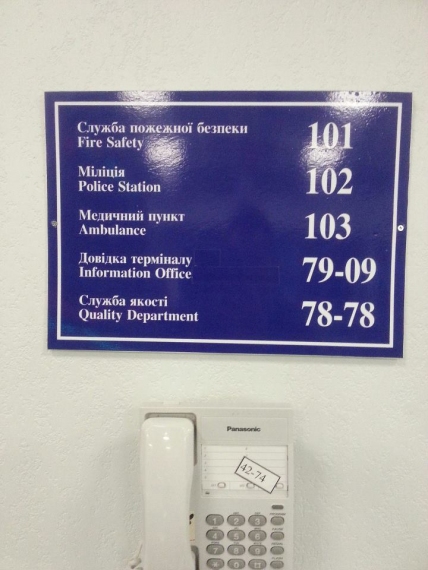 Служба пожежної безпеки
Fire Safety
101
Міліція
Police Station
102
Медичний пункт
Ambulance
103
Довідка терміналу
Information Office
79-09
Служба якості
Quality Department
78-78
Panasonic
42-74